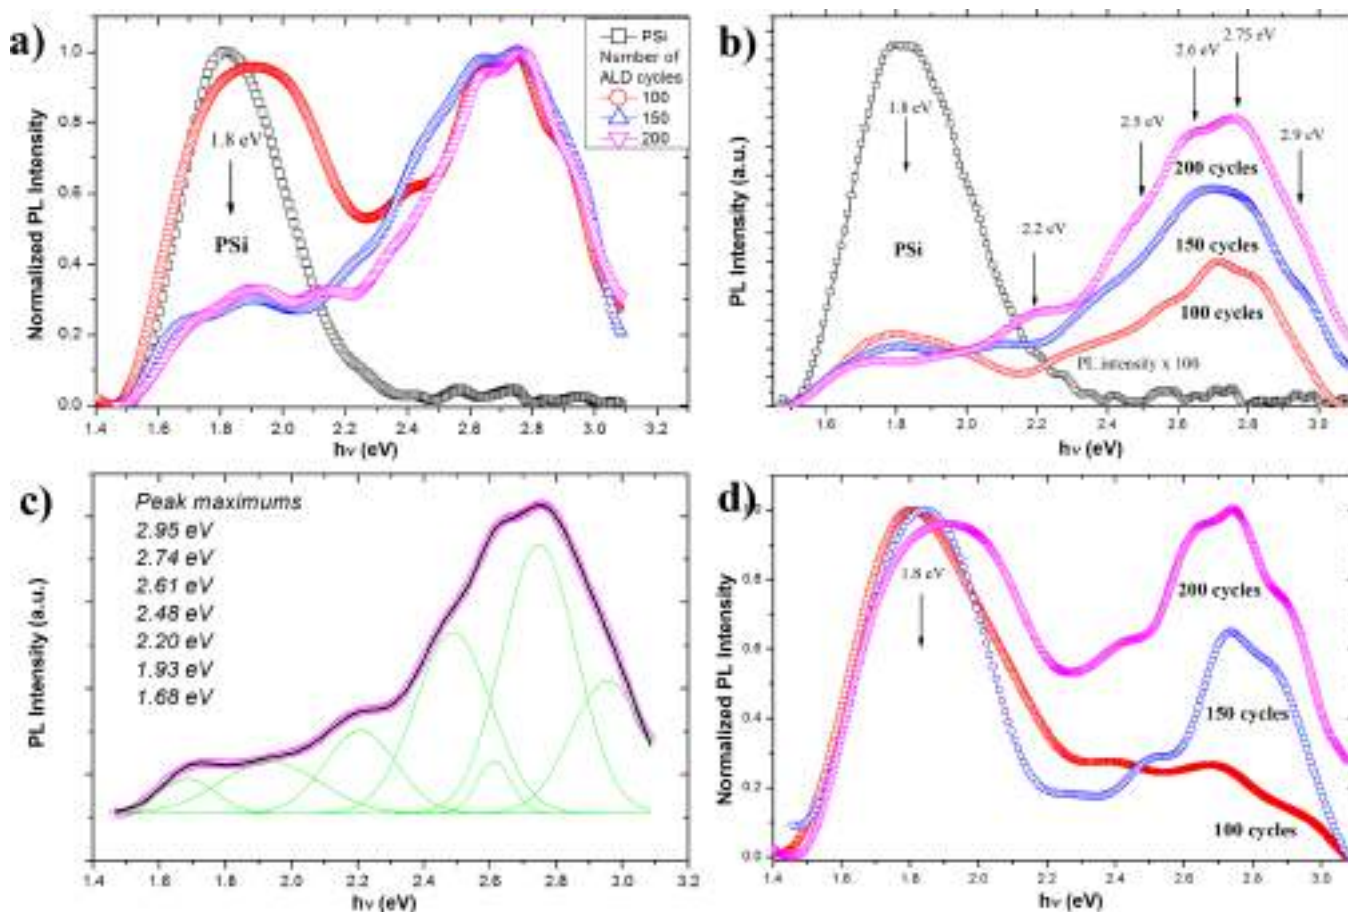 a)
Normalized PL Intensity
1.0
0.8
0.6
0.4
0.2
0.0
1.4 1.6 1.8 2.0 2.2 2.4 2.6 2.8 3.0 3.2
hν (eV)
1.8 eV
PSi
PSi
Number of
ALD cycles
100
150
200
b)
PL Intensity (a.u.)
1.8 eV
PSi
2.2 eV
2.5 eV
2.6 eV
2.75 eV
2.9 eV
200 cycles
150 cycles
100 cycles
PL intensity x 100
1.6 1.8 2.0 2.2 2.4 2.6 2.8 3.0
hν (eV)
c)
PL Intensity (a.u.)
Peak maximums
2.95 eV
2.74 eV
2.61 eV
2.48 eV
2.20 eV
1.93 eV
1.68 eV
1.4 1.6 1.8 2.0 2.2 2.4 2.6 2.8 3.0 3.2
hν (eV)
d)
Normalized PL Intensity
1.0
0.8
0.6
0.4
0.2
0.0
1.8 eV
200 cycles
150 cycles
100 cycles
1.4 1.6 1.8 2.0 2.2 2.4 2.6 2.8 3.0
hν (eV)